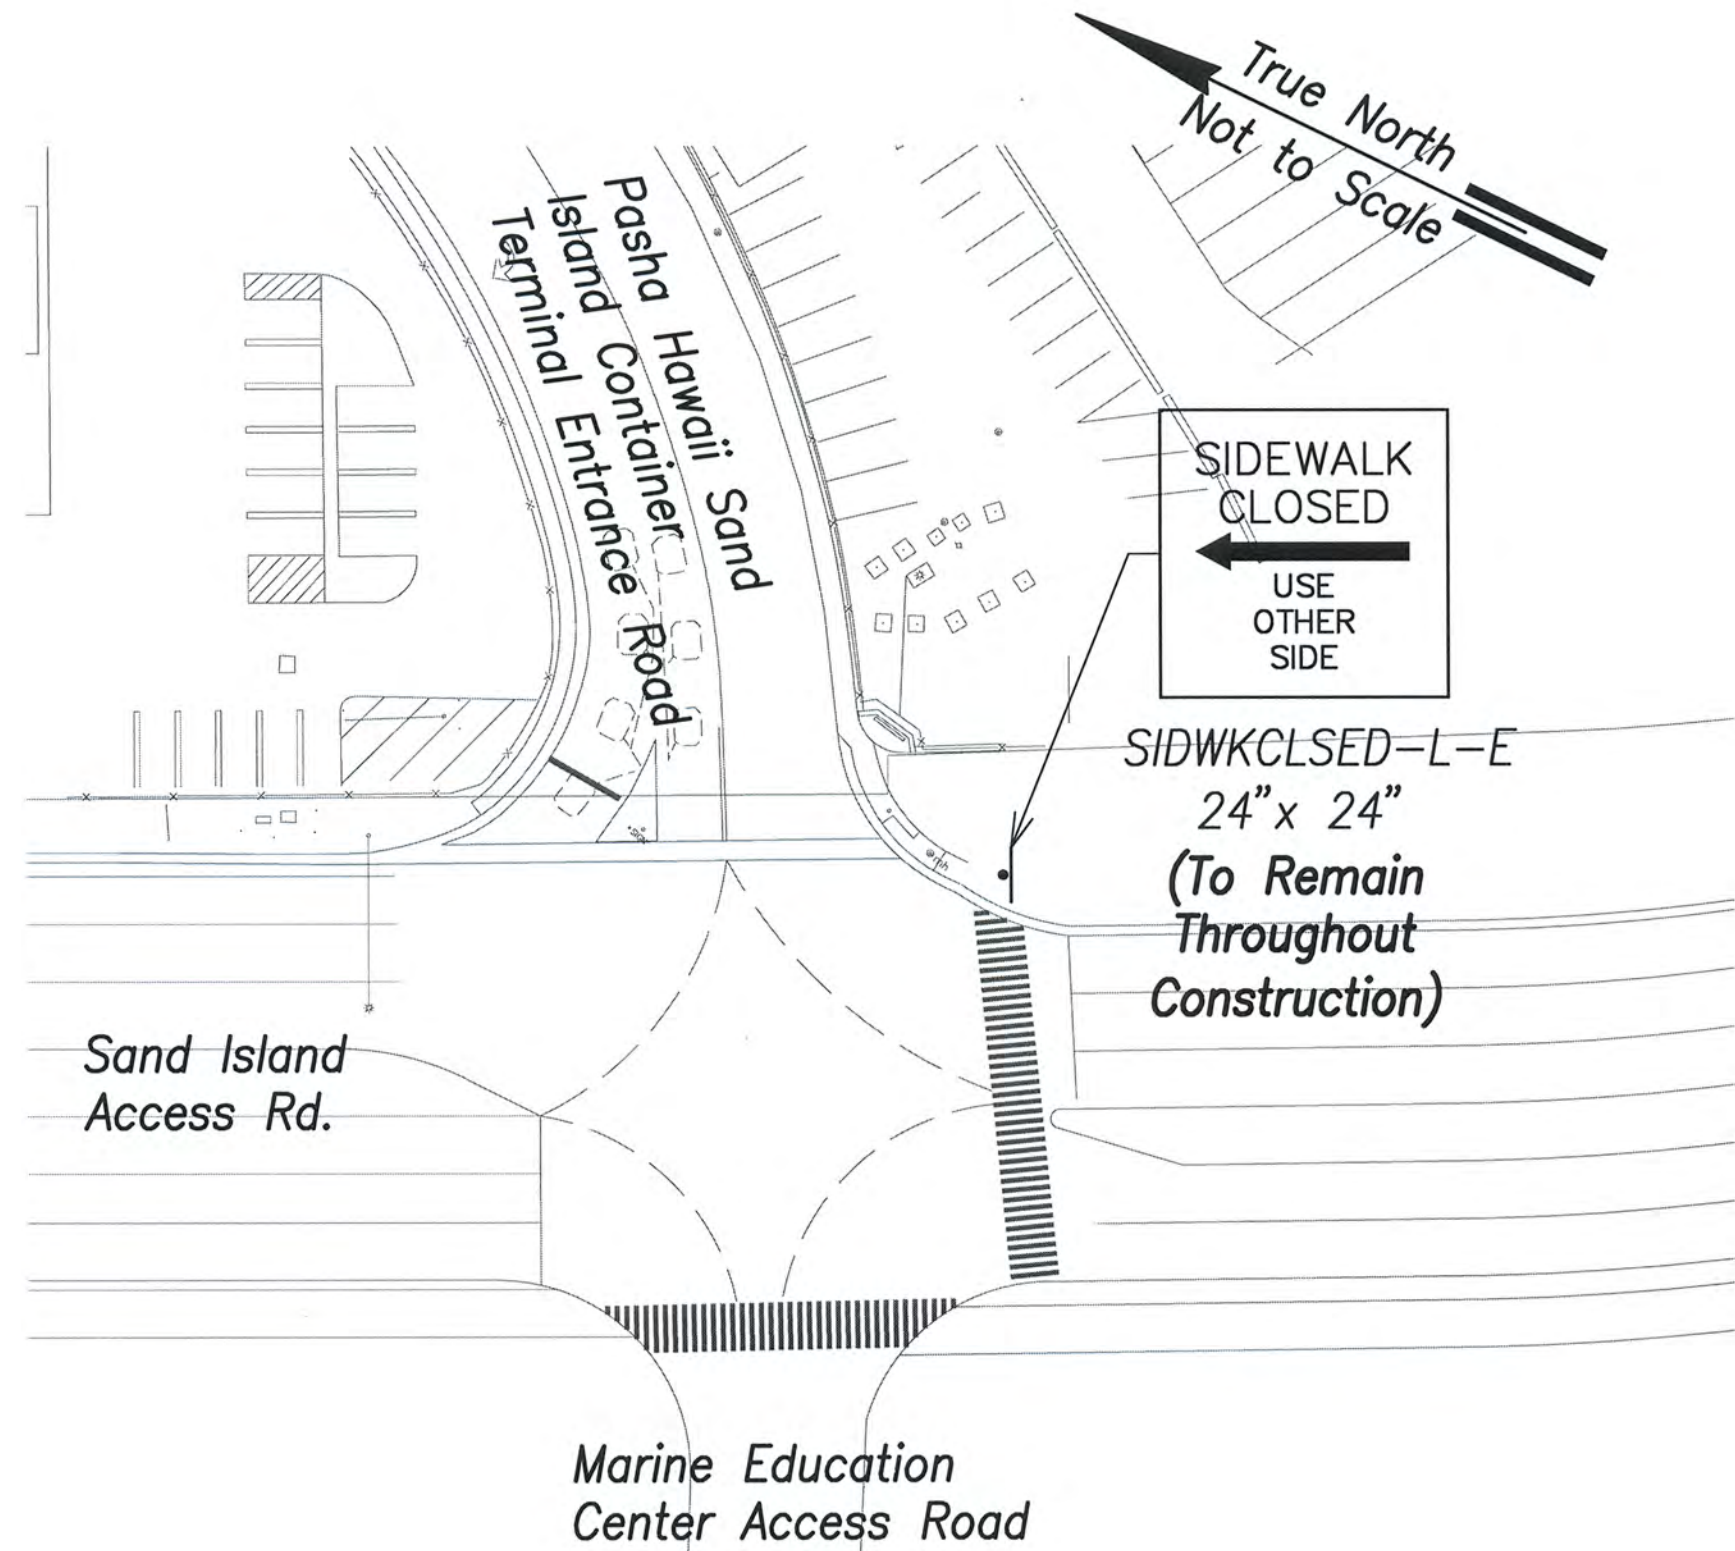 True North
Not to Scale
Pasha Hawaii Sand
Island Container
Terminal Entrance Road
SIDEWALK
CLOSED
USE
OTHER
SIDE
SIDWKCLSED-L-E
24"x 24"
(To Remain
Throughout
Construction)
mh
Sand Island
Access Rd.
Marine Education
Center Access Road